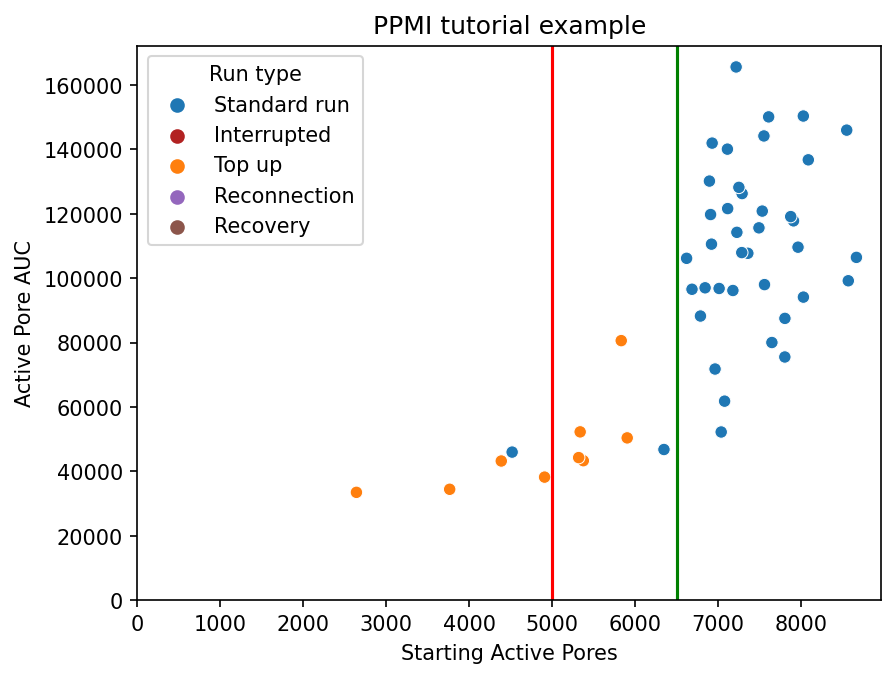 PPMI tutorial example
Run type
Standard run
Interrupted
Top up
Reconnection
Recovery
Active Pore AUC
160000
140000
120000
100000
80000
60000
40000
20000
0
0 1000 2000 3000 4000 5000 6000 7000 8000
Starting Active Pores